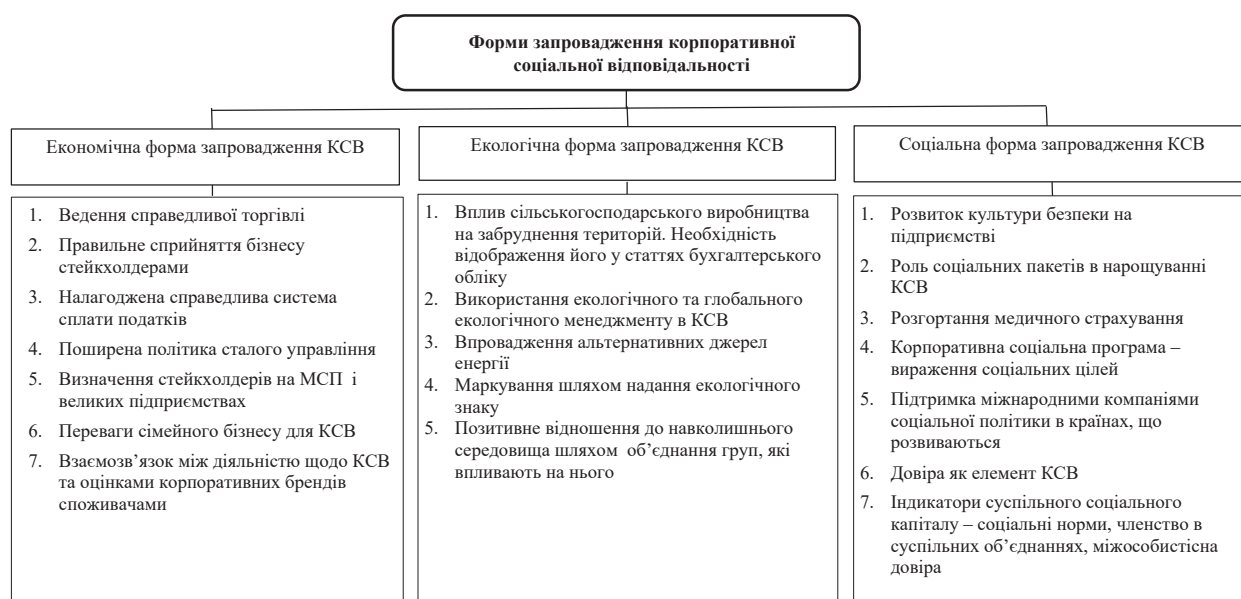 Форми запровадження корпоративної
соціальної відповідальності
Економічна форма запровадження КСВ
1. Ведення справедливої торгівлі
2. Правильне сприйняття бізнесу
стейкхолдерами
3. Налагоджена справедлива система
сплати податків
4. Поширена політика сталого управління
5. Визначення стейкхолдерів на МСП і
великих підприємствах
6. Переваги сімейного бізнесу для КСВ
7. Взаємозв’язок між діяльністю щодо КСВ
та оцінками корпоративних брендів
споживачами
Екологічна форма запровадження КСВ
1. Вплив сільськогосподарського виробництва
на забруднення територій. Необхідність
відображення його у статтях бухгалтерського
обліку
2. Використання екологічного та глобального
екологічного менеджменту в КСВ
3. Впровадження альтернативних джерел
енергії
4. Маркування шляхом надання екологічного
знаку
5. Позитивне відношення до навколишнього
середовища шляхом об’єднання груп, які
впливають на нього
Соціальна форма запровадження КСВ
1. Розвиток культури безпеки на
підприємстві
2. Роль соціальних пакетів в нарощуванні
КСВ
3. Розгортання медичного страхування
4. Корпоративна соціальна програма –
вираження соціальних цілей
5. Підтримка міжнародними компаніями
соціальної політики в країнах, що
розвиваються
6. Довіра як елемент КСВ
7. Індикатори суспільного соціального
капіталу – соціальні норми, членство в
суспільних об’єднаннях, міжособистісна
довіра